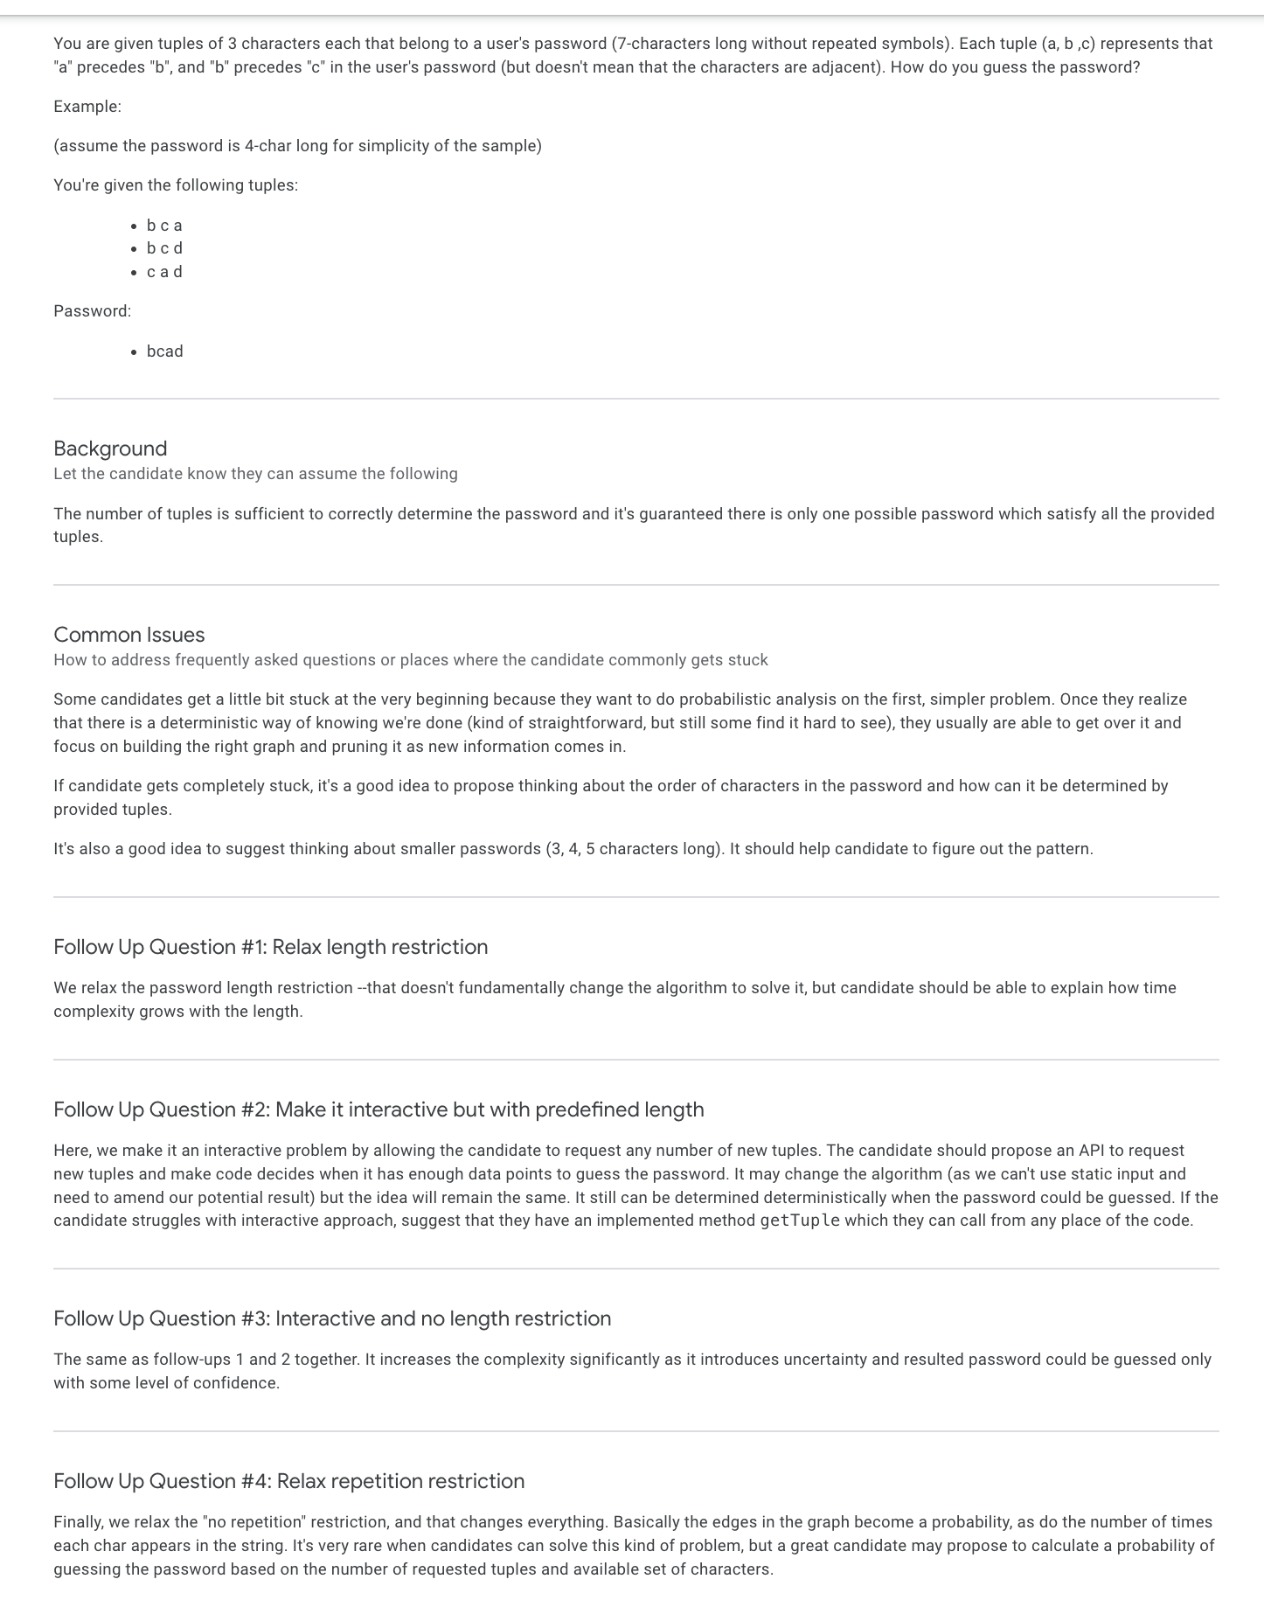 You are given tuples of 3 characters each that belong to a user's password (7-characters long without repeated symbols). Each tuple (a, b ,c) represents that
"a" precedes "b", and "b" precedes "c" in the user's password (but doesn't mean that the characters are adjacent). How do you guess the password?
Example:
(assume the password is 4-char long for simplicity of the sample)
You're given the following tuples:
• b c a
• b c d
• c a d
Password:
• bcad
Background
Let the candidate know they can assume the following
The number of tuples is sufficient to correctly determine the password and it's guaranteed there is only one possible password which satisfy all the provided
tuples.
Common Issues
How to address frequently asked questions or places where the candidate commonly gets stuck
Some candidates get a little bit stuck at the very beginning because they want to do probabilistic analysis on the first, simpler problem. Once they realize
that there is a deterministic way of knowing we're done (kind of straightforward, but still some find it hard to see), they usually are able to get over it and
focus on building the right graph and pruning it as new information comes in.
If candidate gets completely stuck, it's a good idea to propose thinking about the order of characters in the password and how can it be determined by
provided tuples.
It's also a good idea to suggest thinking about smaller passwords (3, 4, 5 characters long). It should help candidate to figure out the pattern.
Follow Up Question #1: Relax length restriction
We relax the password length restriction --that doesn't fundamentally change the algorithm to solve it, but candidate should be able to explain how time
complexity grows with the length.
Follow Up Question #2: Make it interactive but with predefined length
Here, we make it an interactive problem by allowing the candidate to request any number of new tuples. The candidate should propose an API to request
new tuples and make code decides when it has enough data points to guess the password. It may change the algorithm (as we can't use static input and
need to amend our potential result) but the idea will remain the same. It still can be determined deterministically when the password could be guessed. If the
candidate struggles with interactive approach, suggest that they have an implemented method getTuple which they can call from any place of the code.
Follow Up Question #3: Interactive and no length restriction
The same as follow-ups 1 and 2 together. It increases the complexity significantly as it introduces uncertainty and resulted password could be guessed only
with some level of confidence.
Follow Up Question #4: Relax repetition restriction
Finally, we relax the "no repetition" restriction, and that changes everything. Basically the edges in the graph become a probability, as do the number of times
each char appears in the string. It's very rare when candidates can solve this kind of problem, but a great candidate may propose to calculate a probability of
guessing the password based on the number of requested tuples and available set of characters.